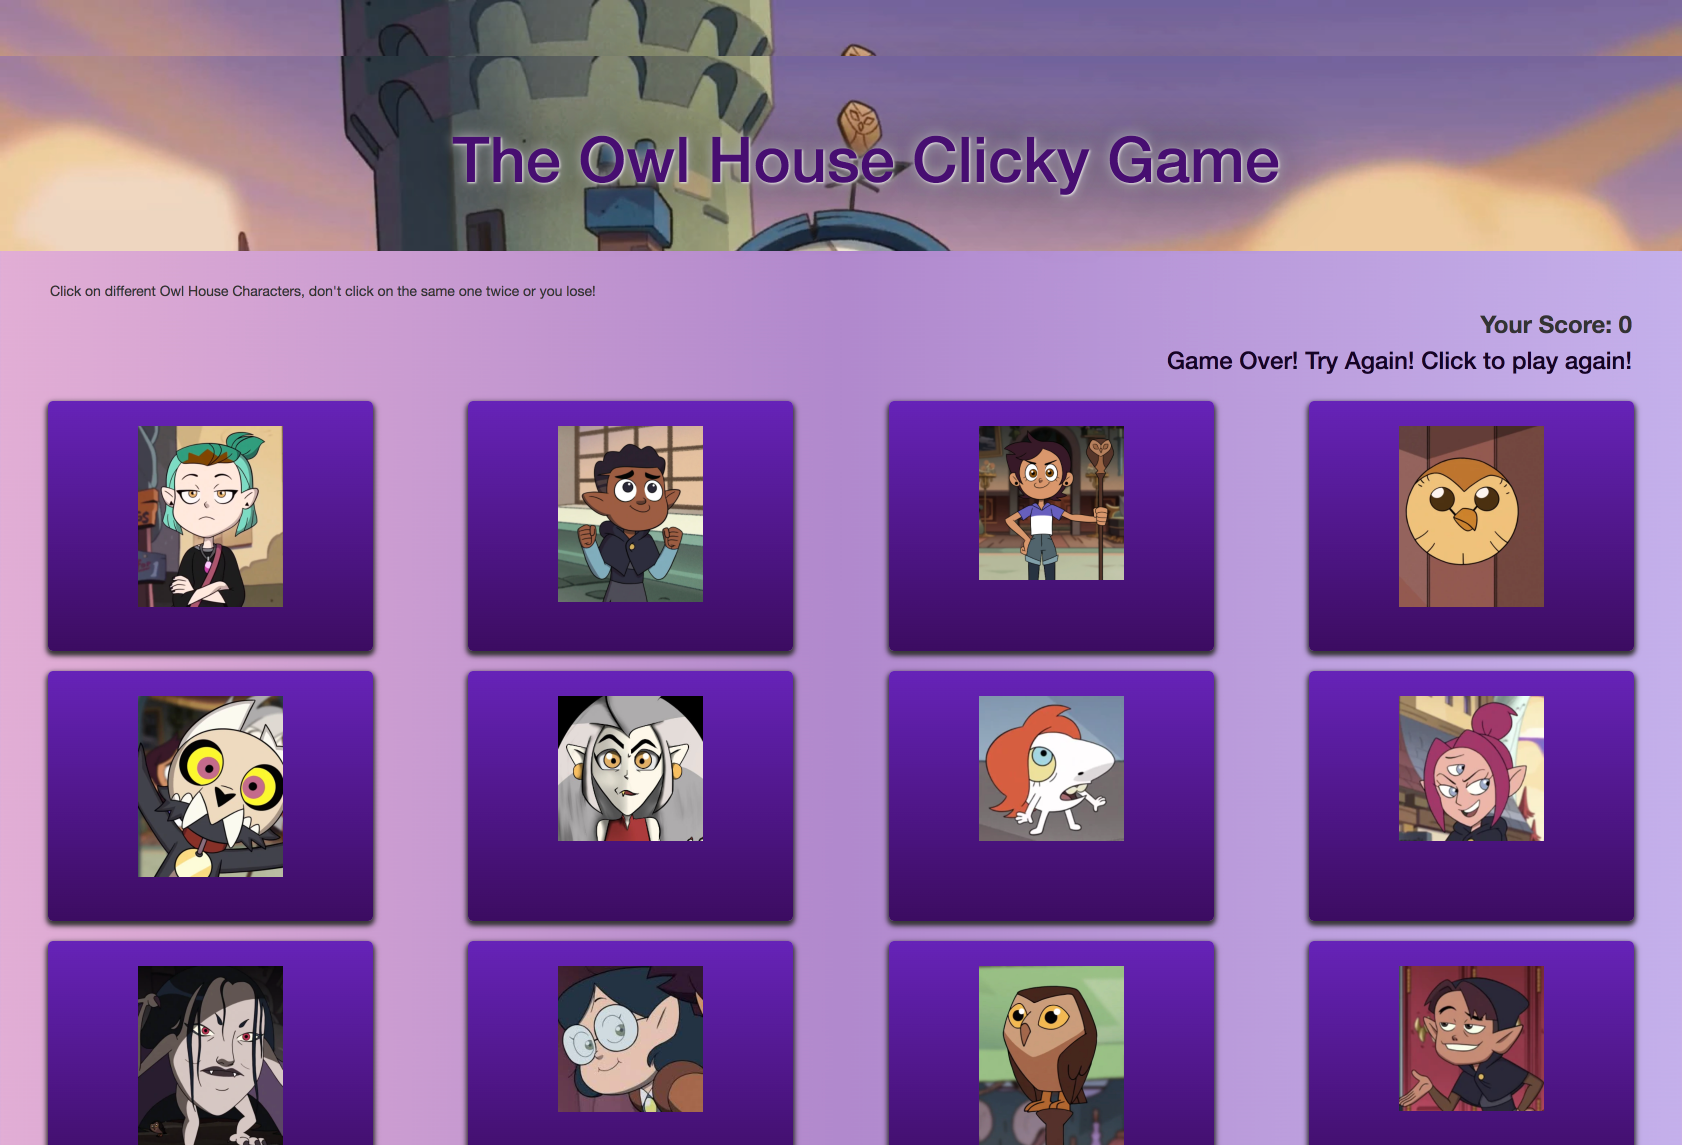 The Owl House Clicky Game
Click on different Owl House Characters, don't click on the same one twice or you lose!
Your Score: 0
Game Over! Try Again! Click to play again!